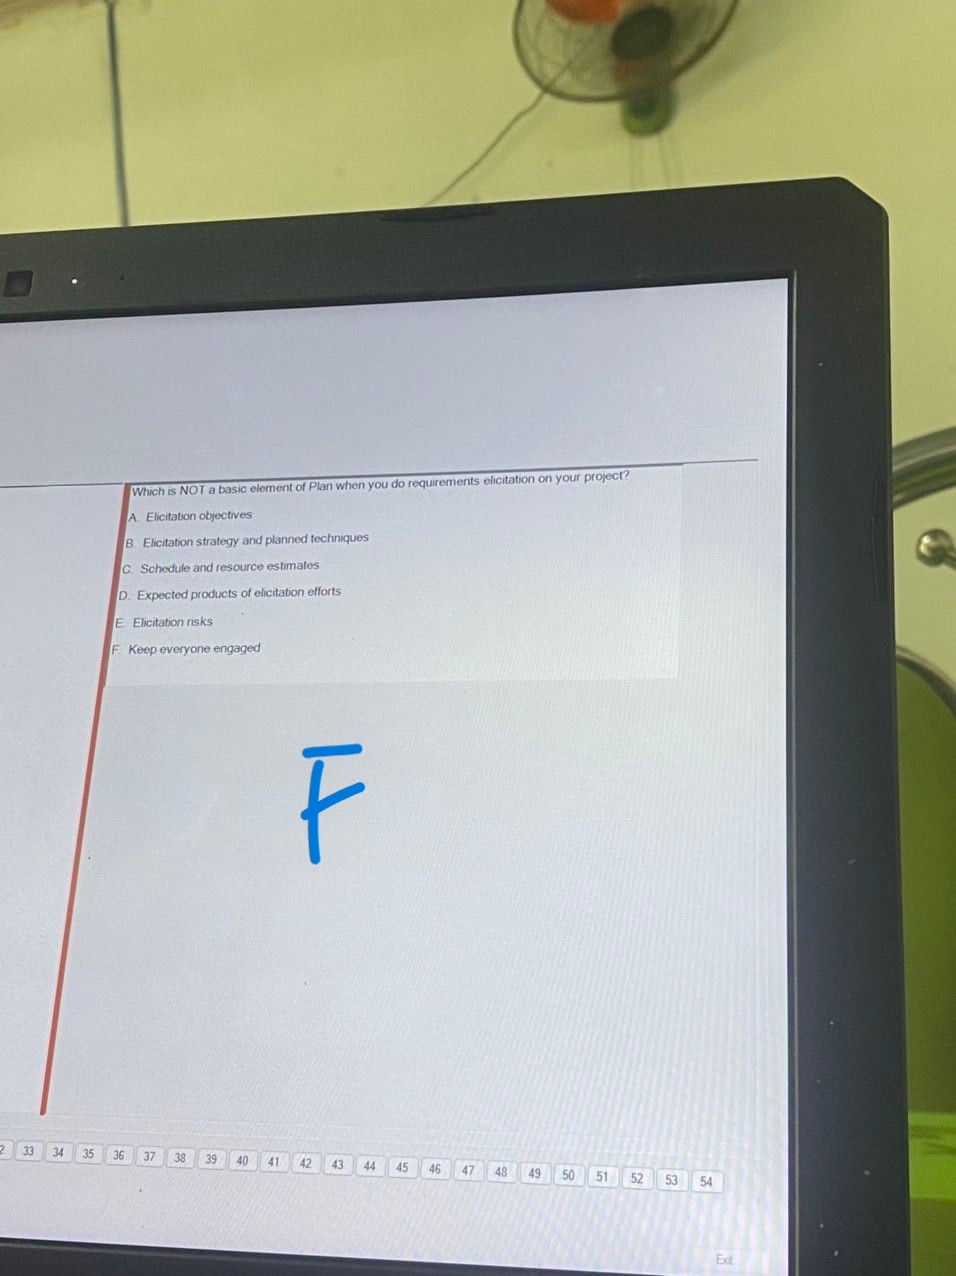 Which is NOT a basic element of Plan when you do requirements elicitation on your project?
A. Elicitation objectives
B. Elicitation strategy and planned techniques
C. Schedule and resource estimates
D. Expected products of elicitation efforts
E. Elicitation risks
F. Keep everyone engaged
F
33 34 35 36 37 38 39 40 41 42 43 44 45 46 47 48 49 50 51 52 53 54
Exit